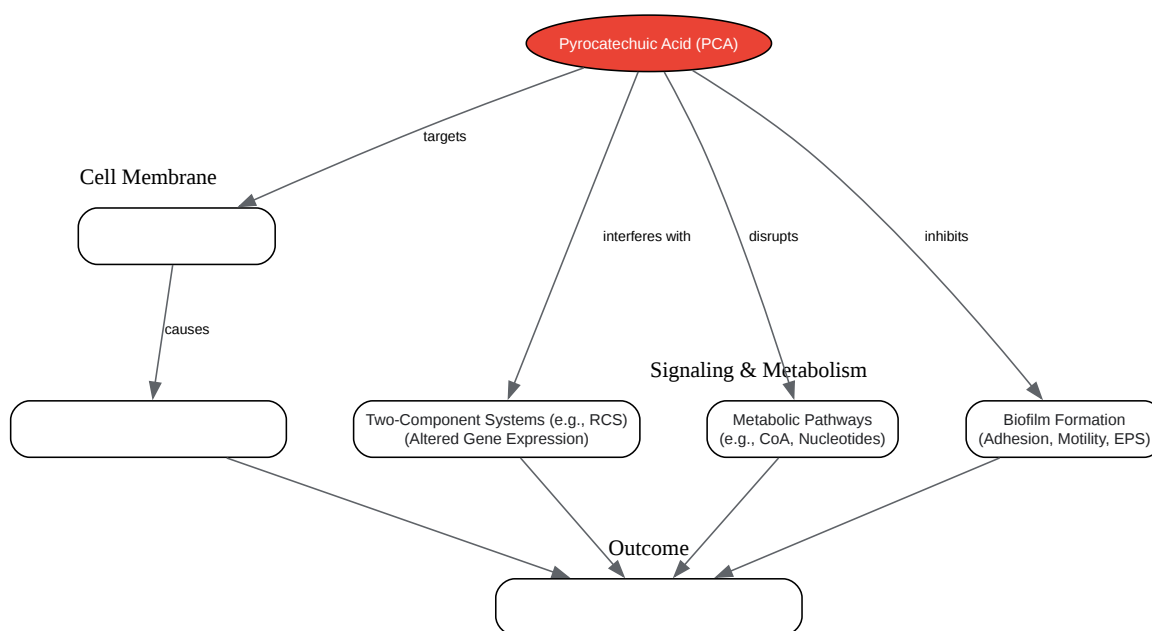 Pyrocatechuic Acid (PCA)
targets
Cell Membrane
interferes with
disrupts
inhibits
causes
Signaling & Metabolism
Two-Component Systems (e.g., RCS)
(Altered Gene Expression)
Metabolic Pathways
(e.g., CoA, Nucleotides)
Biofilm Formation
(Adhesion, Motility, EPS)
Outcome